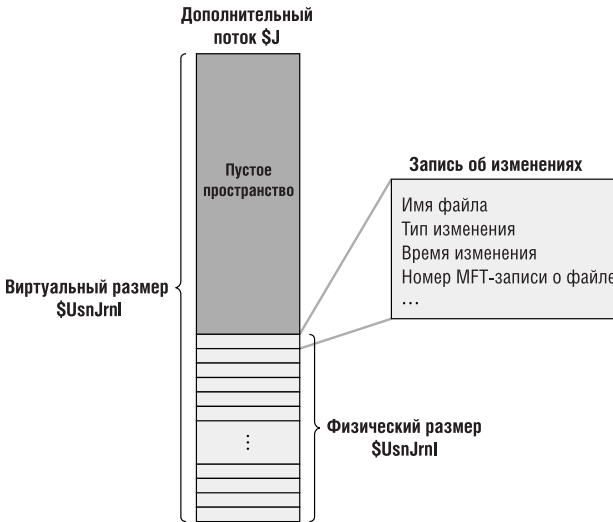 Дополнительный
поток $J
Пустое
пространство
Запись об изменениях
Имя файла
Тип изменения
Время изменения
Номер MFT-записи о файле
...
Виртуальный размер
$UsnJrnl
Физический размер
$UsnJrnl